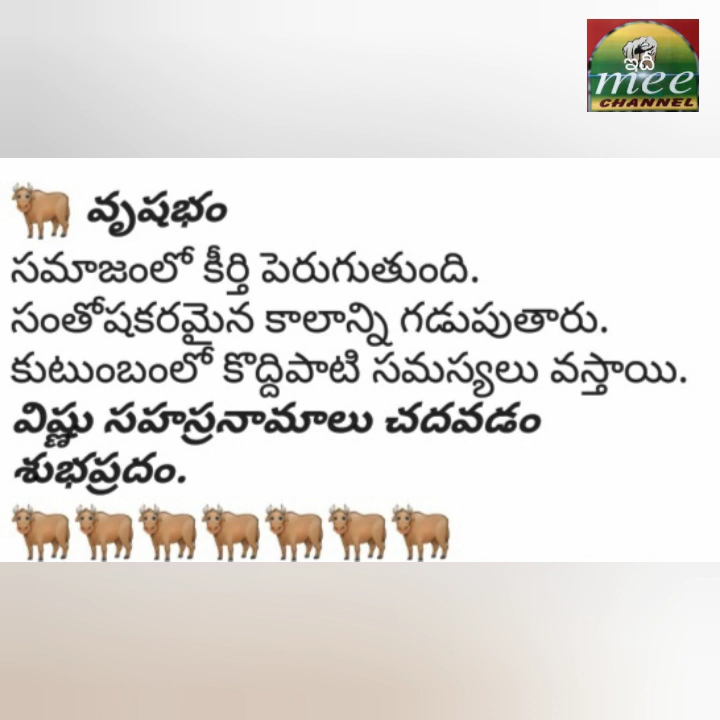 ఇది
mee
CHANNEL
🐂 వృషభం
సమాజంలో కీర్తి పెరుగుతుంది.
సంతోషకరమైన కాలాన్ని గడుపుతారు.
కుటుంబంలో కొద్దిపాటి సమస్యలు వస్తాయి.
విష్ణు సహస్రనామాలు చదవడం
శుభప్రదం.
🐂🐂🐂🐂🐂🐂🐂